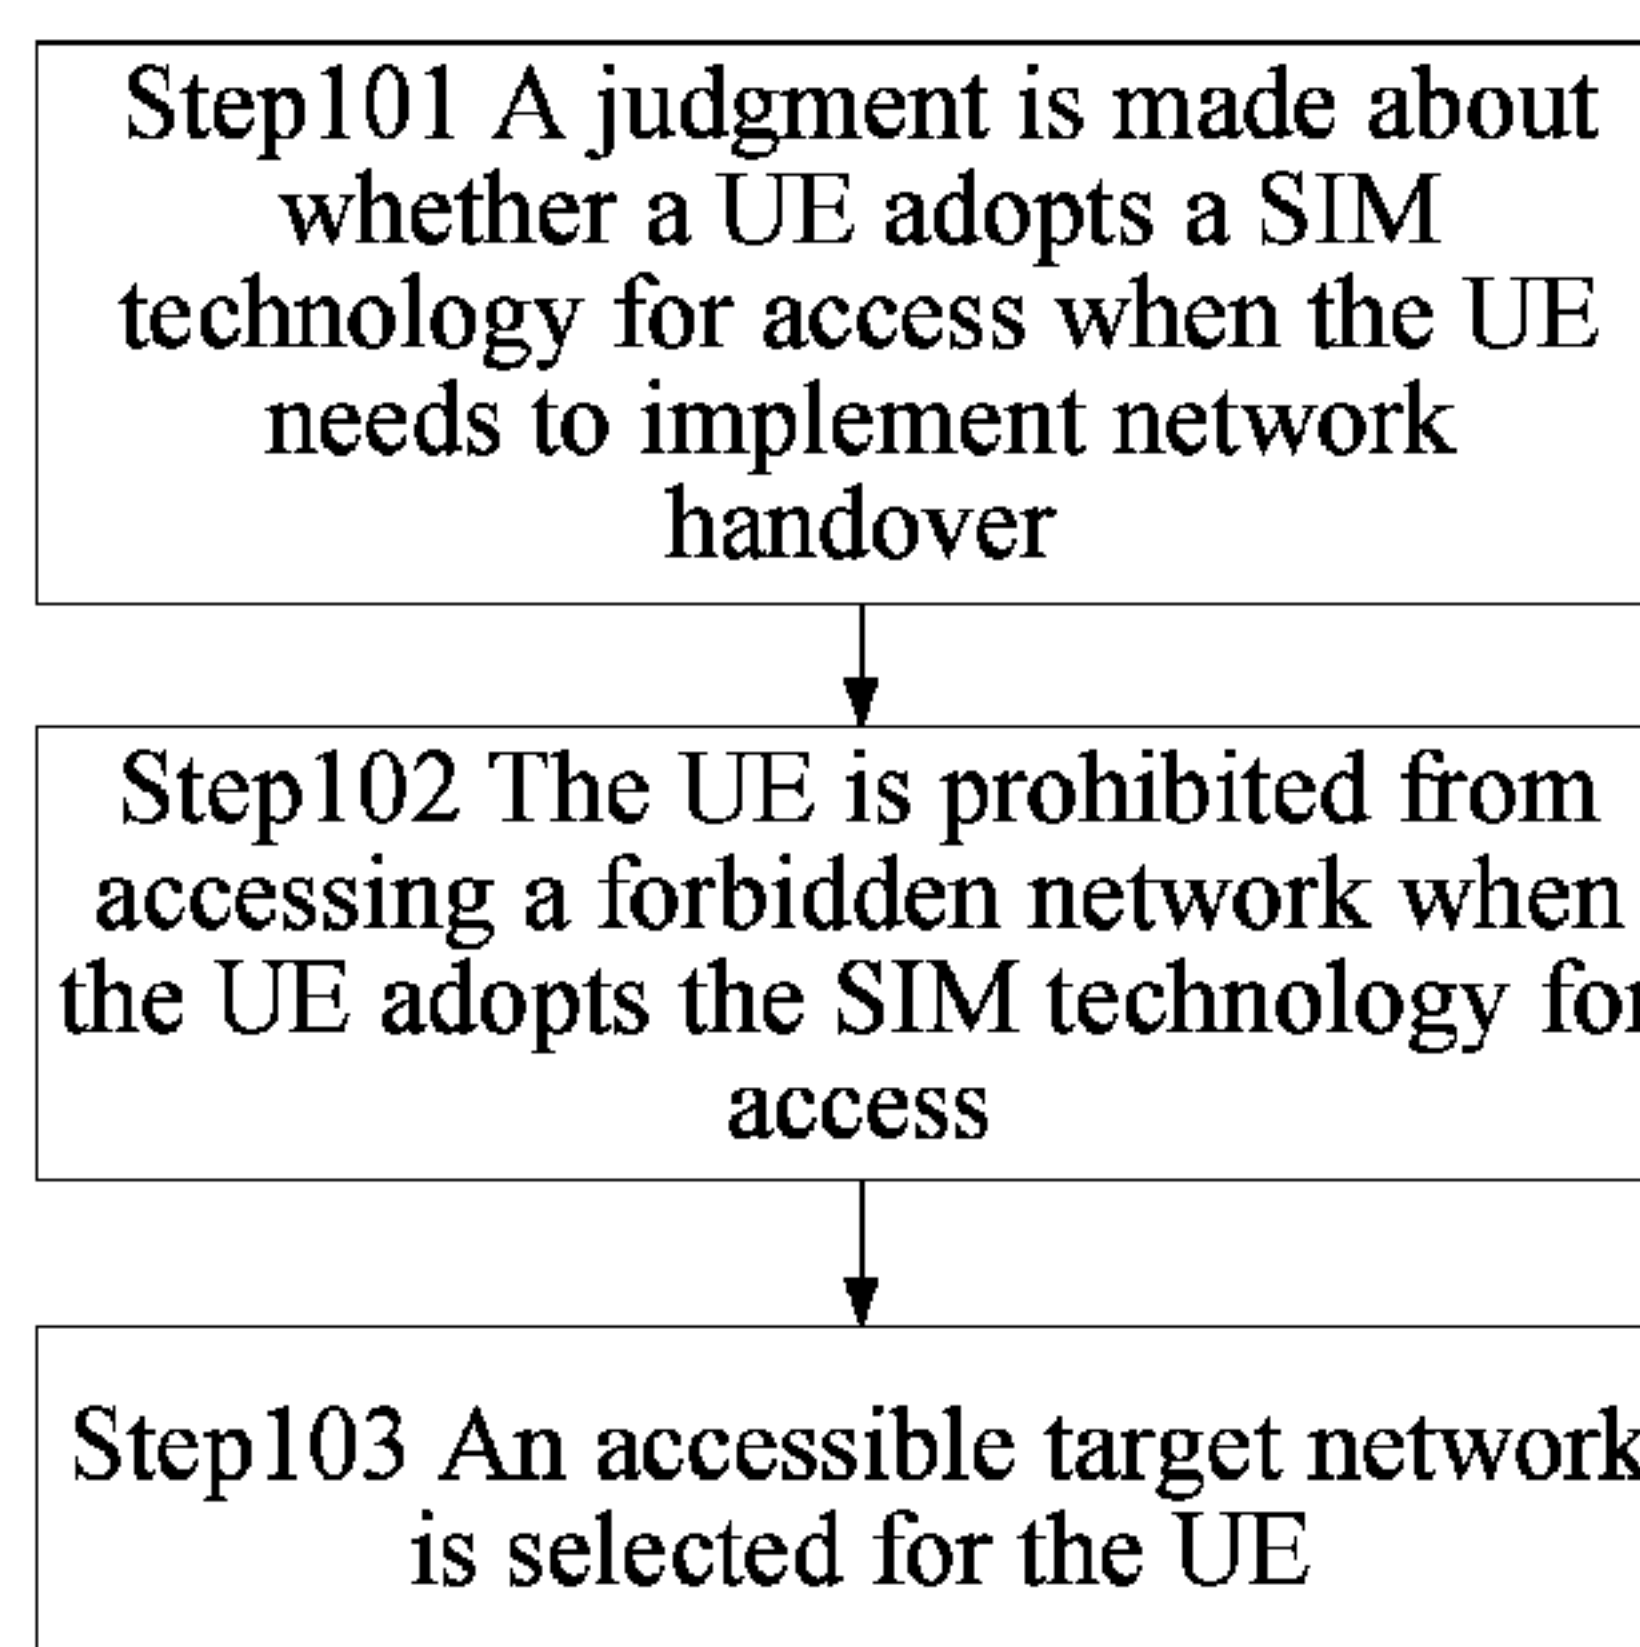 Step101 A judgment is made about
whether a UE adopts a SIM
technology for access when the UE
needs to implement network
handover
Step102 The UE is prohibited from
accessing a forbidden network when
the UE adopts the SIM technology for
access
Step103 An accessible target network
is selected for the UE